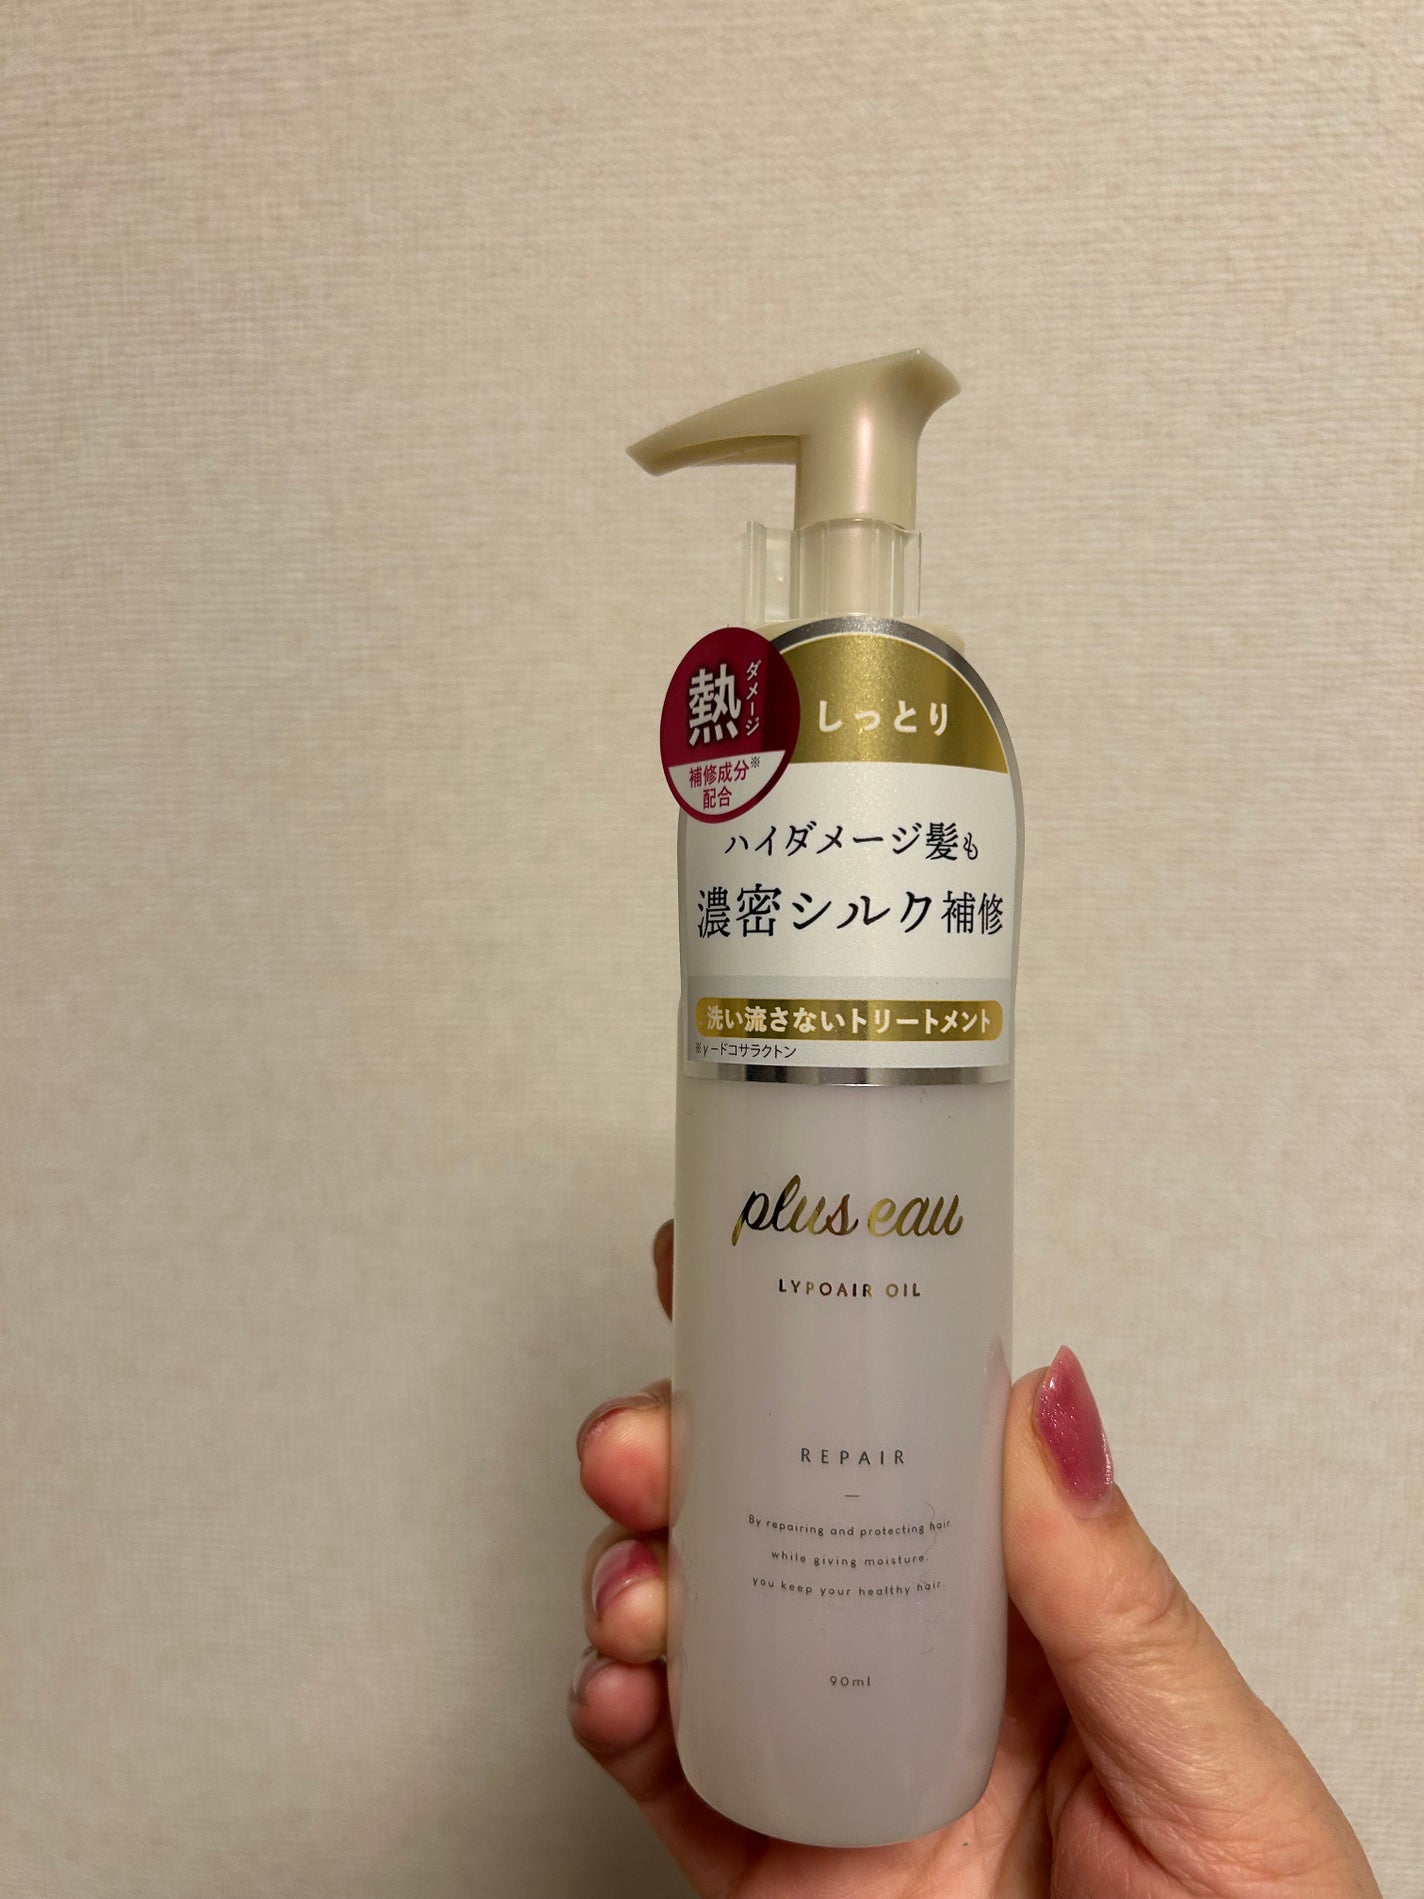 熱
ダメージ
補修成分※
配合
しっとり
ハイダメージ髪も
濃密シルク補修
洗い流さないトリートメント
※γードコサラクトン
plus eau
LYPOAIR OIL
REPAIR
By repairing and protecting hair
while giving moisture.
you keep your healthy hair.
90ml